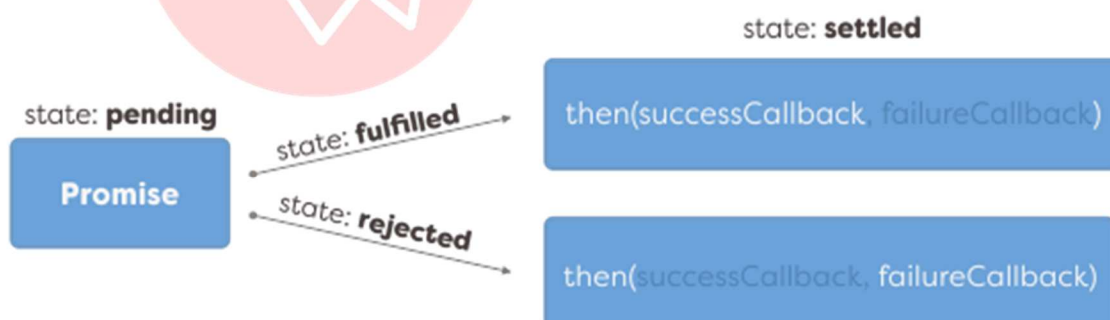 state: settled
state: pending
state: fulfilled
then(successCallback, failureCallback)
Promise
state: rejected
then(successCallback, failureCallback)